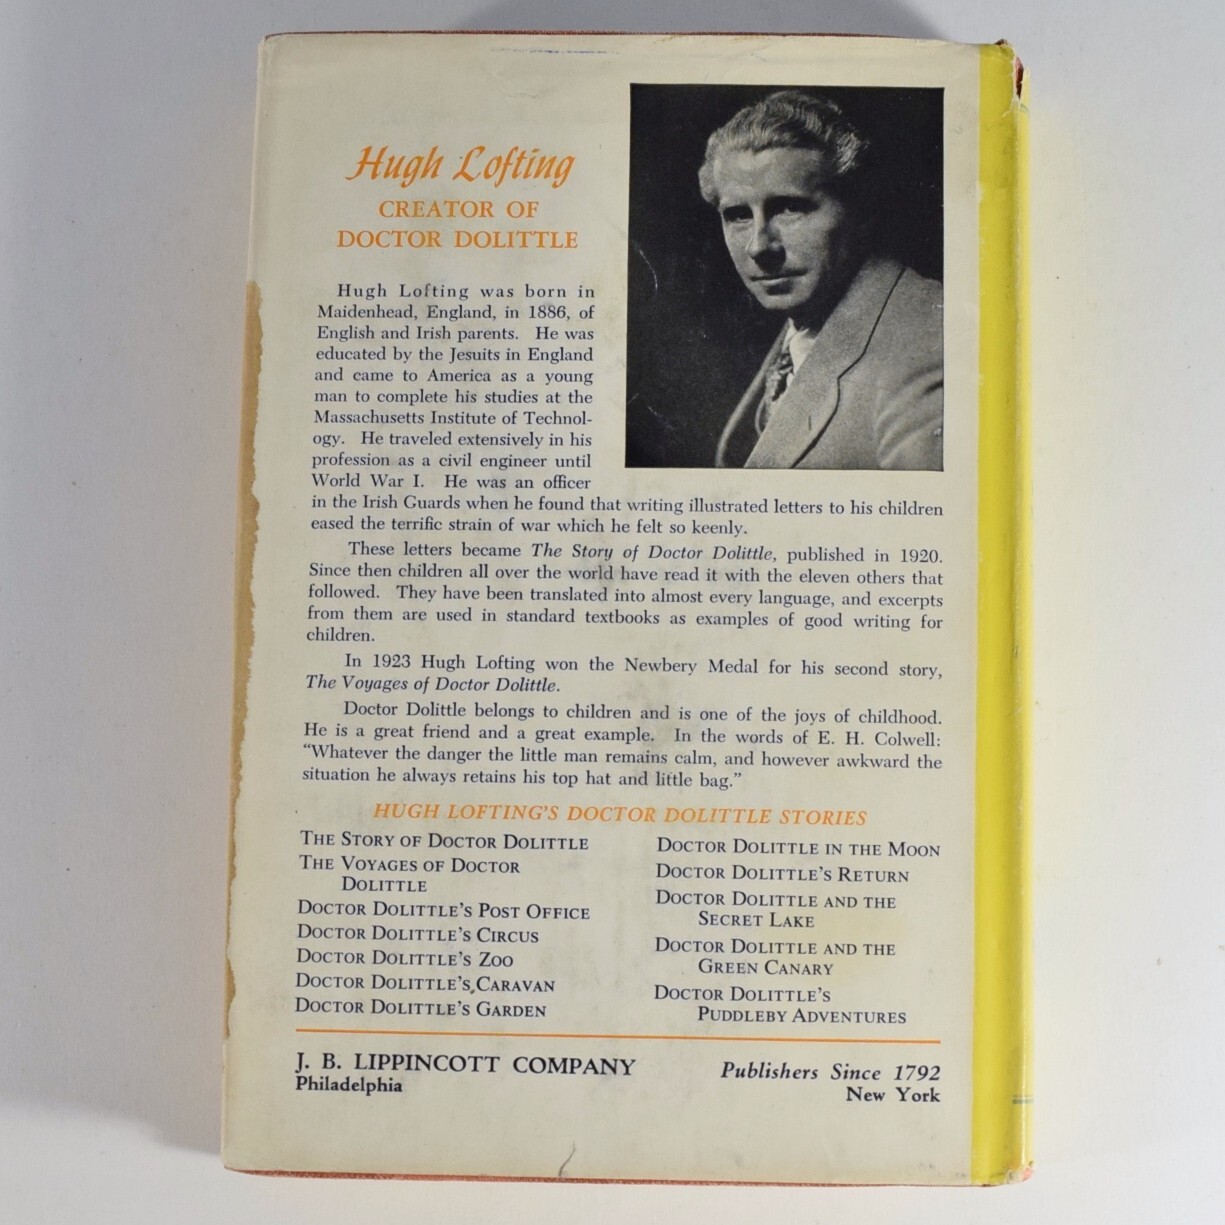 Hugh Lofting
CREATOR OF
DOCTOR DOLITTLE
Hugh Lofting was born in
Maidenhead, England, in 1886, of
English and Irish parents. He was
educated by the Jesuits in England
and came to America as a young
man to complete his studies at the
Massachusetts Institute of Technol-
ogy. He traveled extensively in his
profession as a civil engineer until
World War I. He was an officer
in the Irish Guards when he found that writing illustrated letters to his children
eased the terrific strain of war which he felt so keenly.
These letters became The Story of Doctor Dolittle, published in 1920.
Since then children all over the world have read it with the eleven others that
followed. They have been translated into almost every language, and excerpts
from them are used in standard textbooks as examples of good writing for
children.
In 1923 Hugh Lofting won the Newbery Medal for his second story,
The Voyages of Doctor Dolittle.
Doctor Dolittle belongs to children and is one of the joys of childhood.
He is a great friend and a great example. In the words of E. H. Colwell:
“Whatever the danger the little man remains calm, and however awkward the
situation he always retains his top hat and little bag.”
HUGH LOFTING'S DOCTOR DOLITTLE STORIES
THE STORY OF DOCTOR DOLITTLE
THE VOYAGES OF DOCTOR
DOLITTLE
DOCTOR DOLITTLE'S POST OFFICE
DOCTOR DOLITTLE'S CIRCUS
DOCTOR DOLITTLE'S ZOO
DOCTOR DOLITTLE'S CARAVAN
DOCTOR DOLITTLE'S GARDEN
DOCTOR DOLITTLE IN THE MOON
DOCTOR DOLITTLE'S RETURN
DOCTOR DOLITTLE AND THE
SECRET LAKE
DOCTOR DOLITTLE AND THE
GREEN CANARY
DOCTOR DOLITTLE'S
PUDDLEBY ADVENTURES
J. B. LIPPINCOTT COMPANY
Philadelphia
Publishers Since 1792
New York